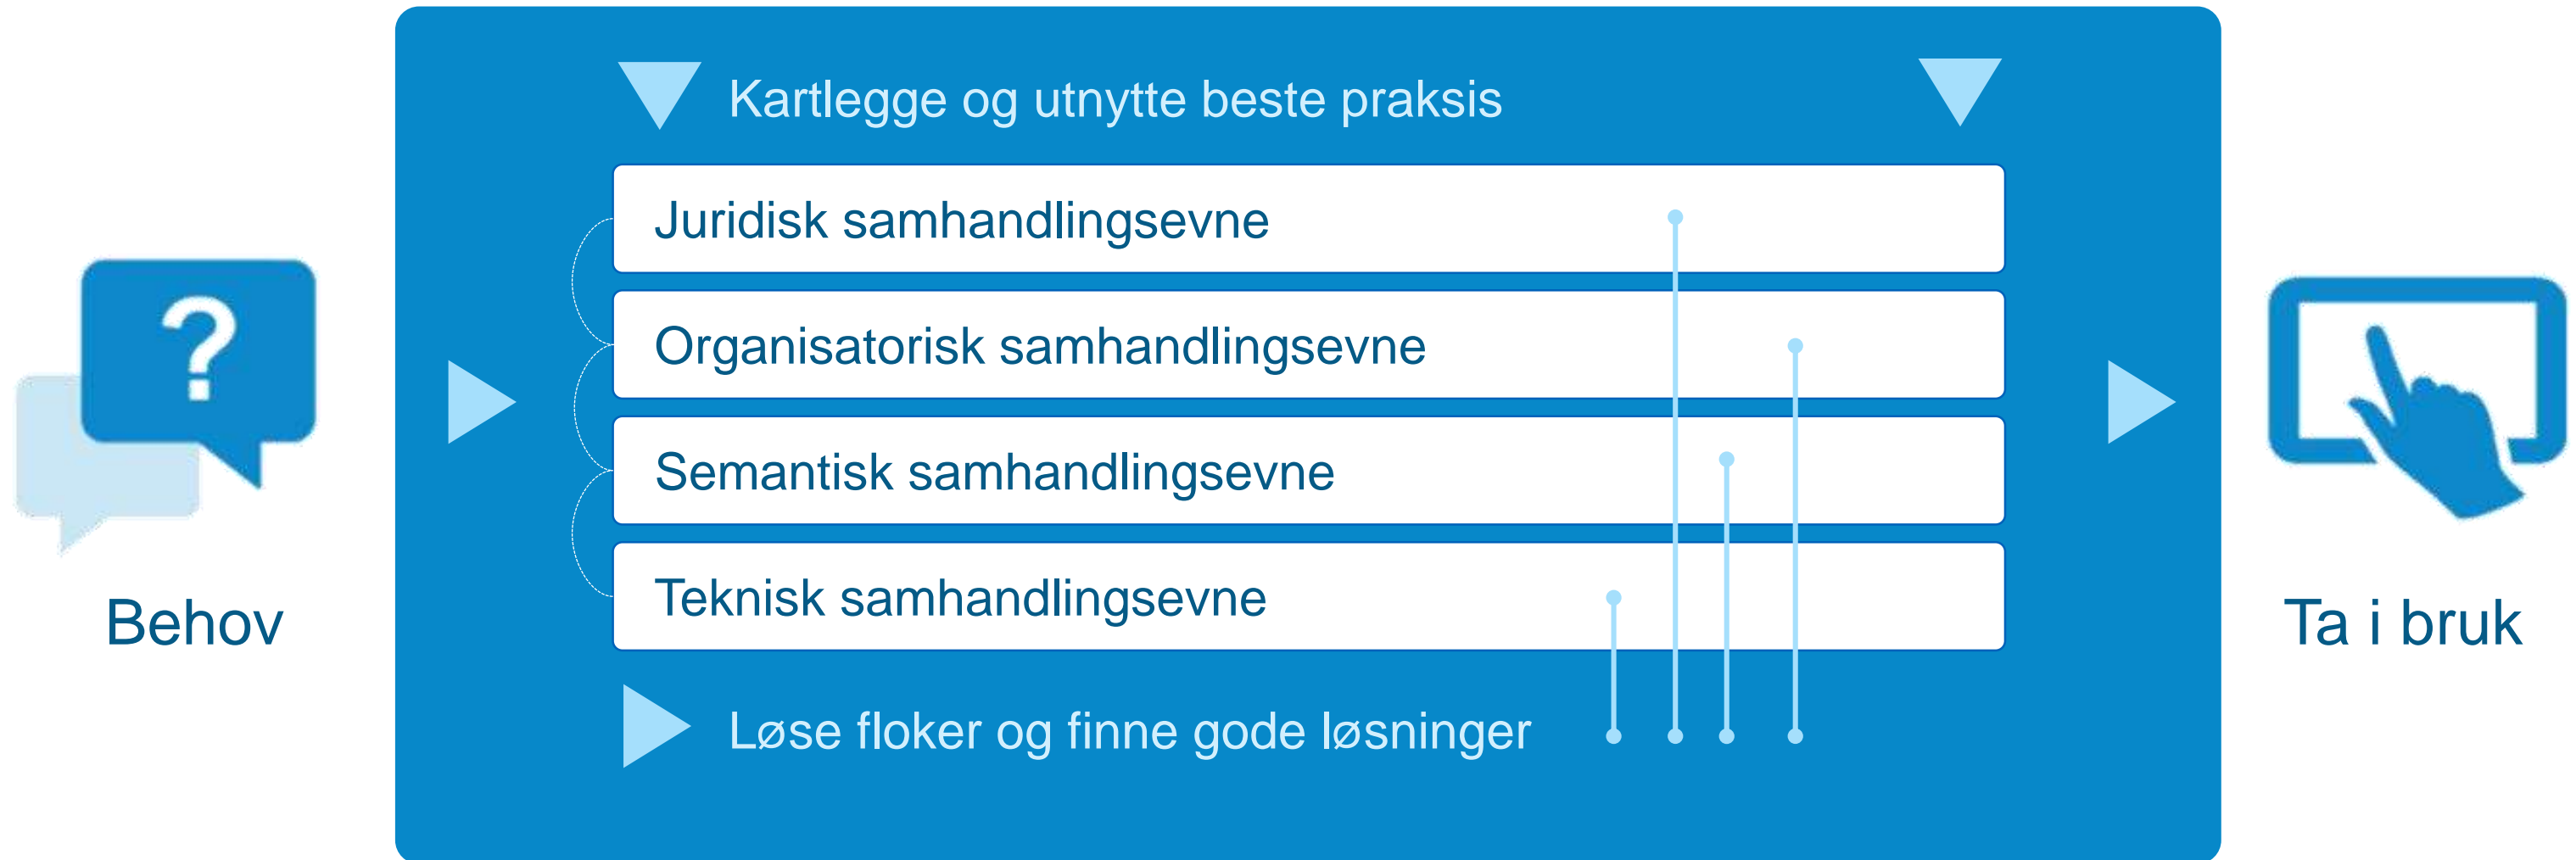 Kartlegge og utnytte beste praksis
Juridisk samhandlingsevne
Organisatorisk samhandlingsevne
Semantisk samhandlingsevne
Teknisk samhandlingsevne
Løse floker og finne gode løsninger
?
Behov
Ta i bruk